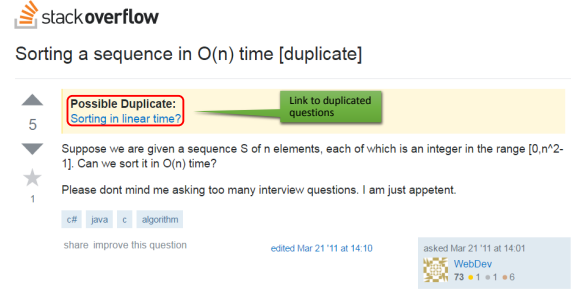 stackoverflow
Sorting a sequence in O(n) time [duplicate]
Possible Duplicate:
Sorting in linear time?
Link to duplicated
questions
5
Suppose we are given a sequence S of n elements, each of which is an integer in the range [0,n^2-
1]. Can we sort it in O(n) time?
Please dont mind me asking too many interview questions. I am just appetent.
1
c# java c algorithm
share improve this question
edited Mar 21 '11 at 14:10
asked Mar 21 '11 at 14:01
WebDev
73 ●1 ●1 ●6